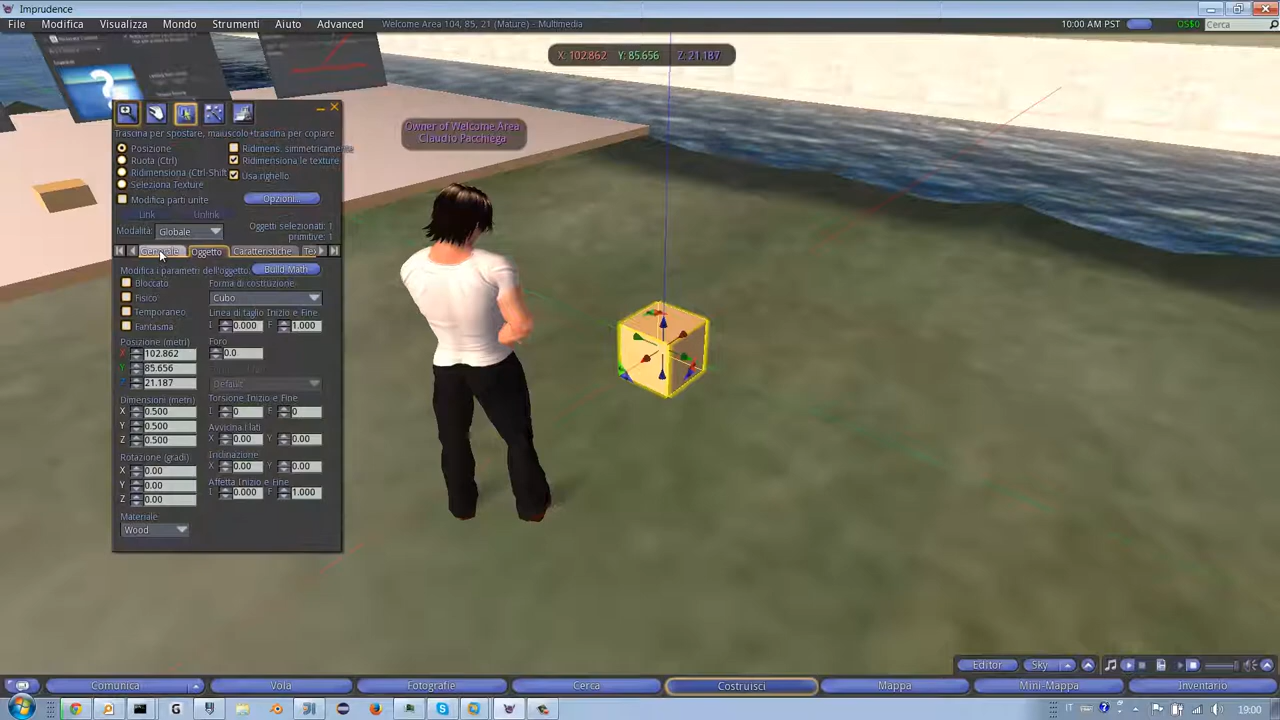 Imprudence
File Modifica Visualizza Mondo Strumenti Aiuto Advanced Welcome Area 104, 85, 21 (Mature) - Multimedia 10:00 AM PST OS$0 Cerca
X: 102.862 Y: 85.656 Z: 21.187
Owner of Welcome Area
Claudio Pacchiega
Trascina per spostare, maiuscolo+trascina per copiare
Posizione Ridimens. simmetricamente
Ruota (Ctrl) Ridimensiona le texture
Ridimensiona (Ctrl-Shift Usa righello
Seleziona Texture
Modifica parti unite Opzioni...
Link Unlink
Modalità: Globale Oggetti selezionati: 1
primitive: 1
Generale Oggetto Caratteristiche Te
Modifica i parametri dell'oggetto. Build Math
Bloccato Forma di costruzione
Fisico Cubo
Temporaneo Linea di taglio Inizio e Fine
Fantasma I 0.000 F 1.000
Posizione (metri) Foro
X 102.862 0.0
Y 85.656
Z 21.187 Default
Dimensioni (metri) Torsione Inizio e Fine
X 0.500 I 0 F 0
Y 0.500 Avvicina i lati
Z 0.500 X 0.00 Y 0.00
Rotazione (gradi) Inclinazione
X 0.00 X 0.00 Y 0.00
Y 0.00 Affetta Inizio e Fine
Z 0.00 I 0.000 F 1.000
Materiale
Wood
Editor Sky
Comunica Vola Fotografie Cerca Costruisci Mappa Mini-Mappa Inventario
IT 19:00